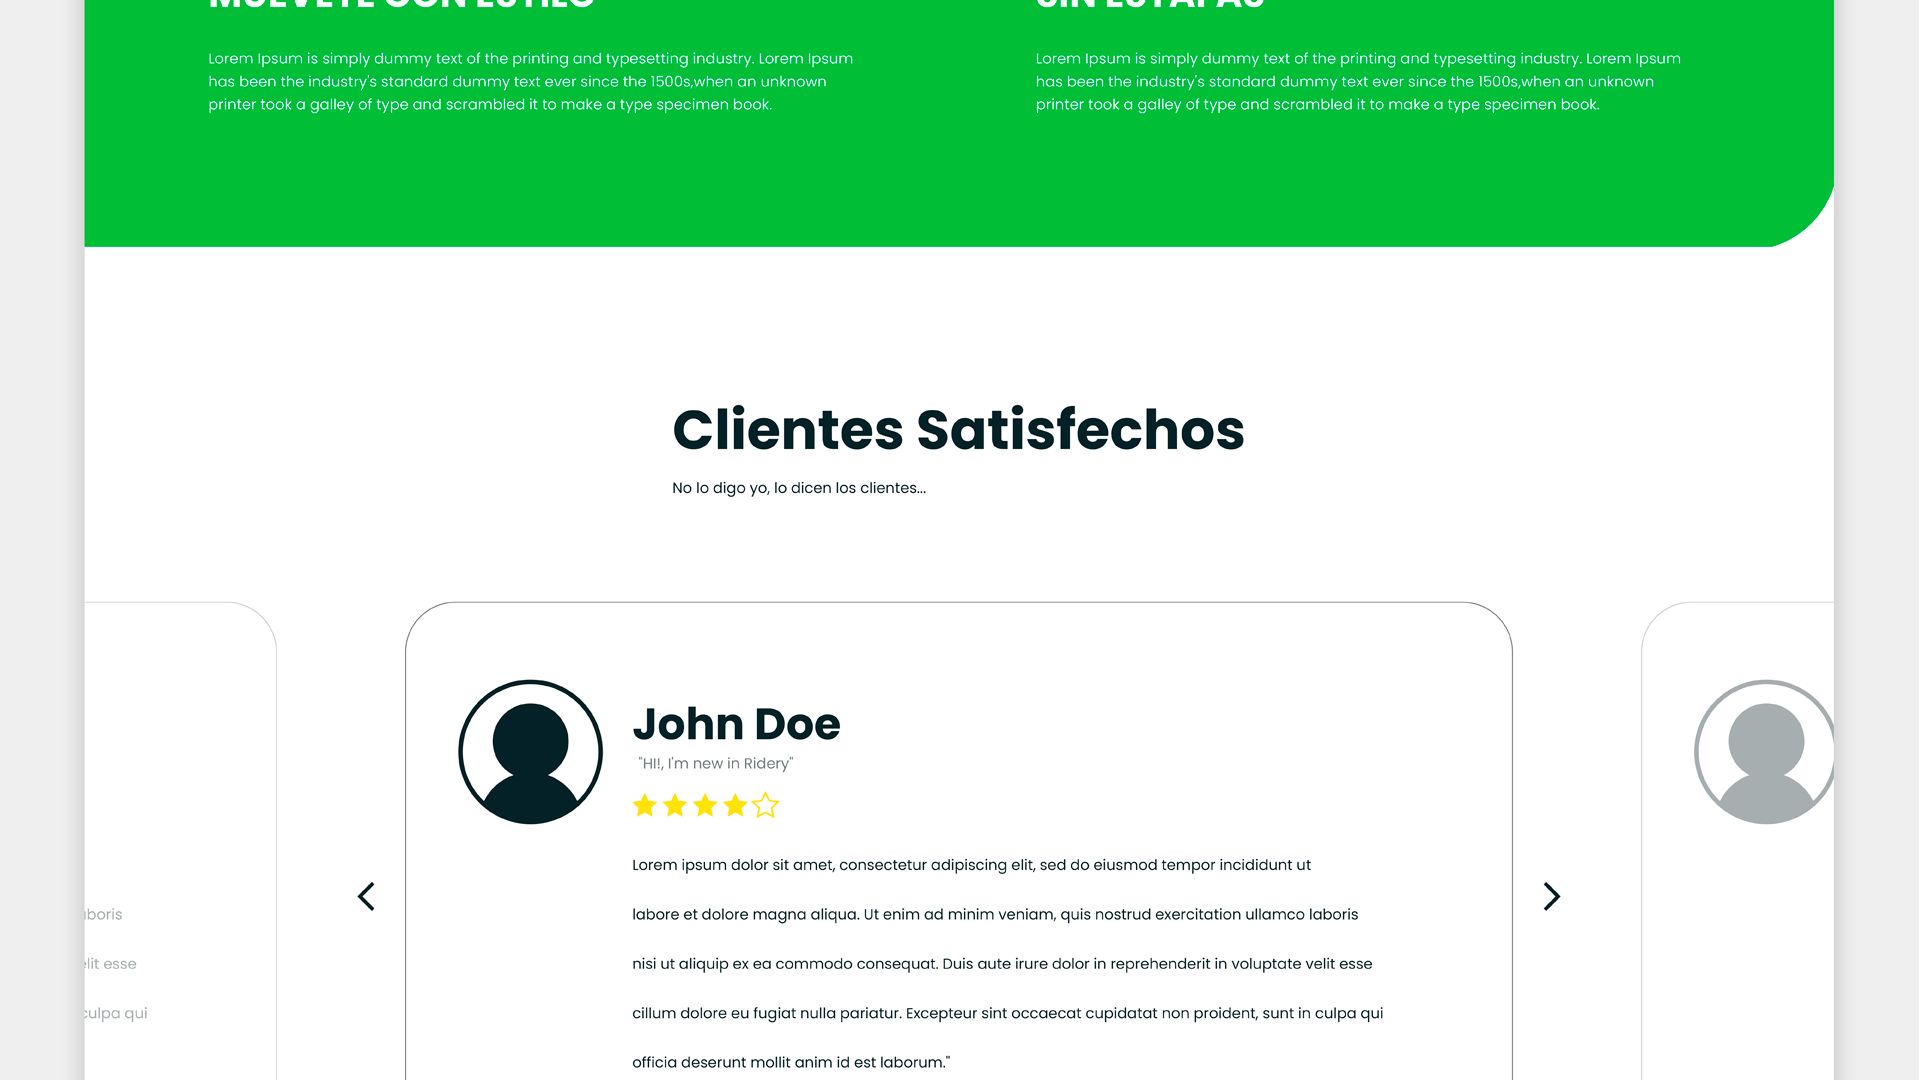 MUÉVETE CON ESTILO
SIN ESTAFAS
Lorem Ipsum is simply dummy text of the printing and typesetting industry. Lorem Ipsum
has been the industry's standard dummy text ever since the 1500s,when an unknown
printer took a galley of type and scrambled it to make a type specimen book.
Lorem Ipsum is simply dummy text of the printing and typesetting industry. Lorem Ipsum
has been the industry's standard dummy text ever since the 1500s,when an unknown
printer took a galley of type and scrambled it to make a type specimen book.
Clientes Satisfechos
No lo digo yo, lo dicen los clientes...
John Doe
"HI!, I'm new in Ridery"
Lorem ipsum dolor sit amet, consectetur adipiscing elit, sed do eiusmod tempor incididunt ut
labore et dolore magna aliqua. Ut enim ad minim veniam, quis nostrud exercitation ullamco laboris
nisi ut aliquip ex ea commodo consequat. Duis aute irure dolor in reprehenderit in voluptate velit esse
cillum dolore eu fugiat nulla pariatur. Excepteur sint occaecat cupidatat non proident, sunt in culpa qui
officia deserunt mollit anim id est laborum."
boris
lit esse
culpa qui